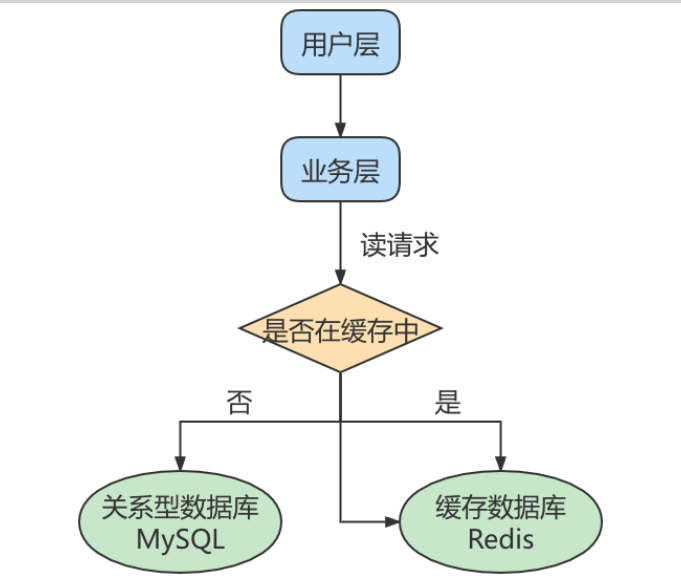 用户层
业务层
读请求
是否在缓存中
否
是
关系型数据库
MySQL
缓存数据库
Redis